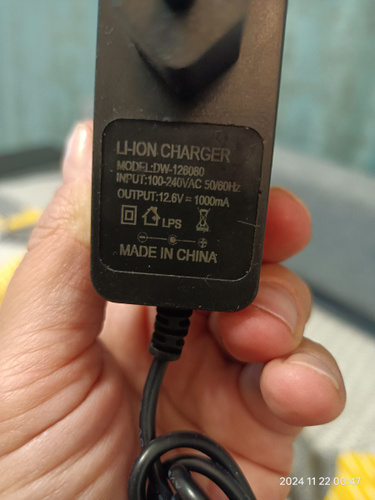 LI-ION CHARGER
MODEL:DW-126060
INPUT:100-240VAC 50/60Hz
OUTPUT:12.6V = 1000mA
LPS
MADE IN CHINA
2024 11 22 00:47